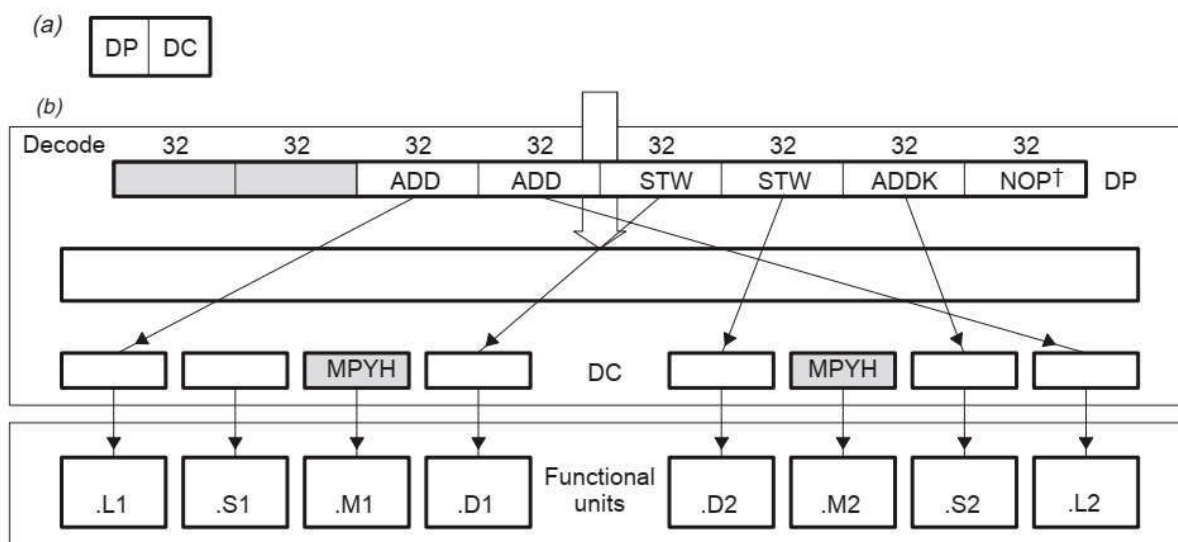 (a)
DP DC
(b)
Decode 32 32 32 32 32 32 32 32
ADD ADD STW STW ADDK NOP† DP
MPYH DC MPYH
.L1 .S1 .M1 .D1 Functional units .D2 .M2 .S2 .L2